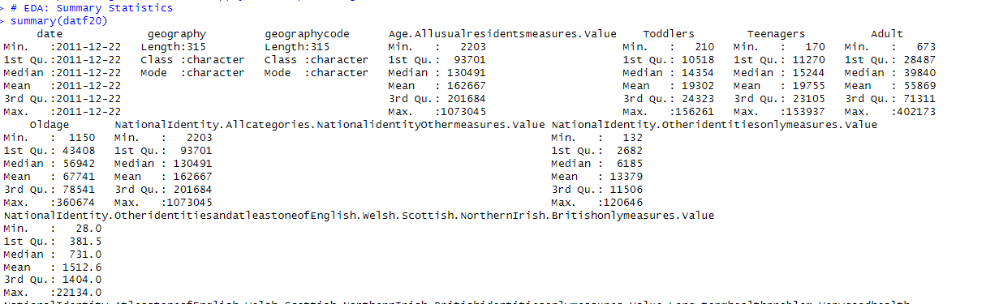 > # EDA: Summary Statistics
> summary(datf20)
date geography geographycode Age.Allusualresidentsmeasures.Value Toddlers Teenagers Adult
Min. :2011-12-22 Length:315 Length:315 Min. : 2203 Min. : 210 Min. : 170 Min. : 673
1st Qu.:2011-12-22 Class :character Class :character 1st Qu.: 93701 1st Qu.: 10518 1st Qu.: 11270 1st Qu.: 28487
Median :2011-12-22 Mode :character Mode :character Median : 130491 Median : 14354 Median : 15244 Median : 39840
Mean :2011-12-22 Mean : 162667 Mean : 19302 Mean : 19755 Mean : 55869
3rd Qu.:2011-12-22 3rd Qu.: 201684 3rd Qu.: 24323 3rd Qu.: 23105 3rd Qu.: 71311
Max. :2011-12-22 Max. :1073045 Max. :156261 Max. :153937 Max. :402173
Oldage NationalIdentity.Allcategories.NationalidentityOthermeasures.Value NationalIdentity.Otheridentitiesonlymeasures.Value
Min. : 1150 Min. : 2203 Min. : 132
1st Qu.: 43408 1st Qu.: 93701 1st Qu.: 2682
Median : 56942 Median : 130491 Median : 6185
Mean : 67741 Mean : 162667 Mean : 13379
3rd Qu.: 78541 3rd Qu.: 201684 3rd Qu.: 11506
Max. :360674 Max. :1073045 Max. :120646
NationalIdentity.OtheridentitiesandatleastoneofEnglish.Welsh.Scottish.NorthernIrish.Britishonlymeasures.Value
Min. : 28.0
1st Qu.: 381.5
Median : 731.0
Mean : 1512.6
3rd Qu.: 1404.0
Max. :22134.0